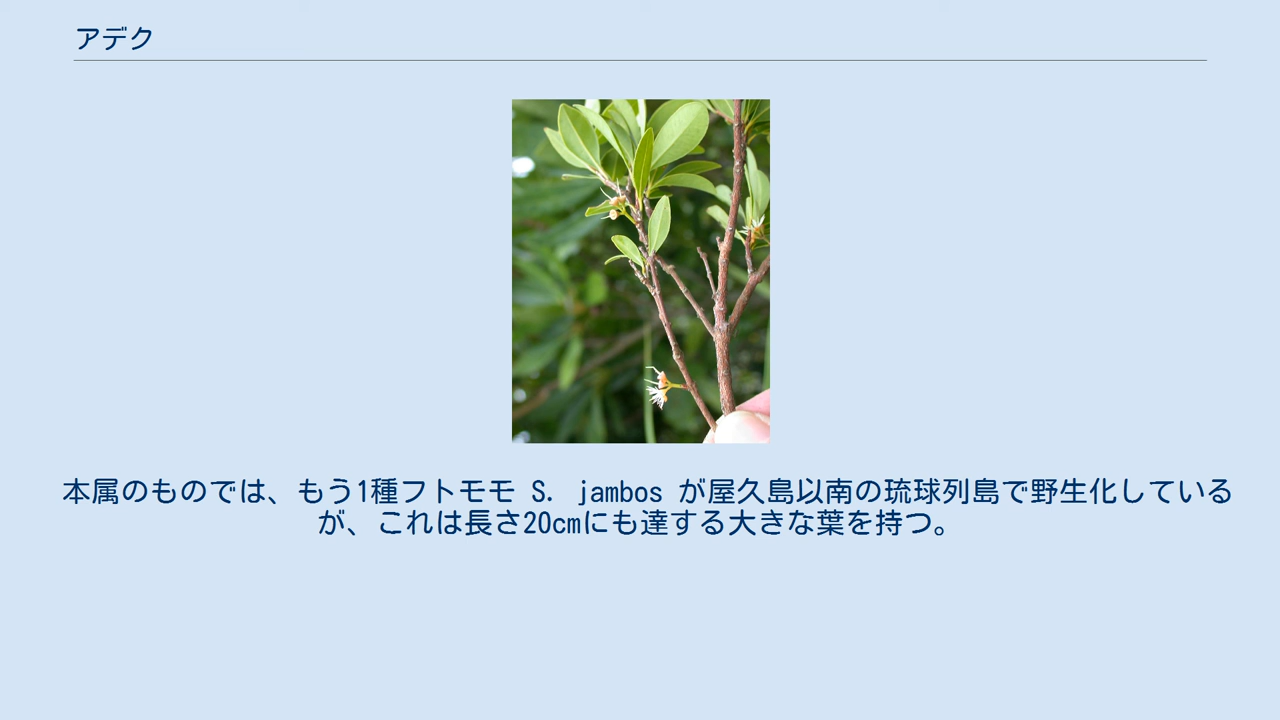 アデク
本属のものでは、もう1種フトモモ S. jambos が屋久島以南の琉球列島で野生化している
が、これは長さ20cmにも達する大きな葉を持つ。